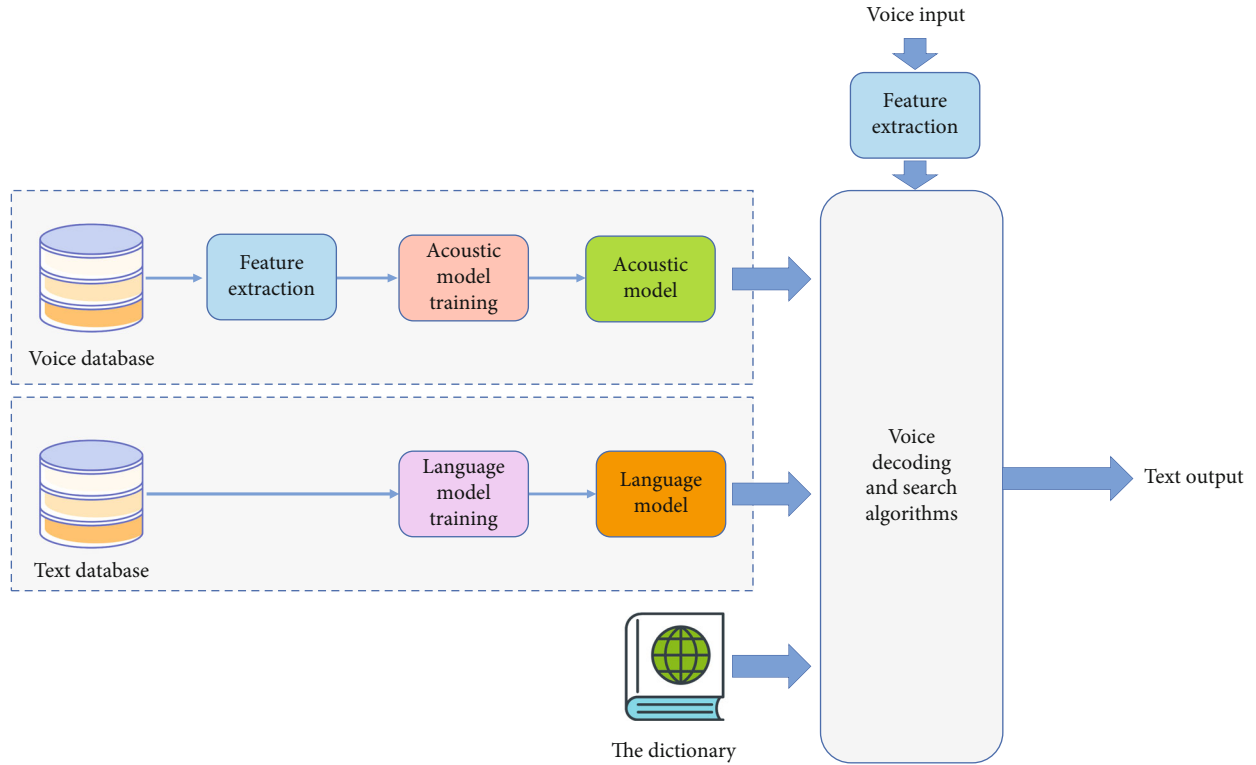 Voice input
Feature
extraction
Feature
extraction
Acoustic
model
training
Acoustic
model
Voice database
Language
model
training
Language
model
Text database
Voice
decoding
and search
algorithms
Text output
The dictionary